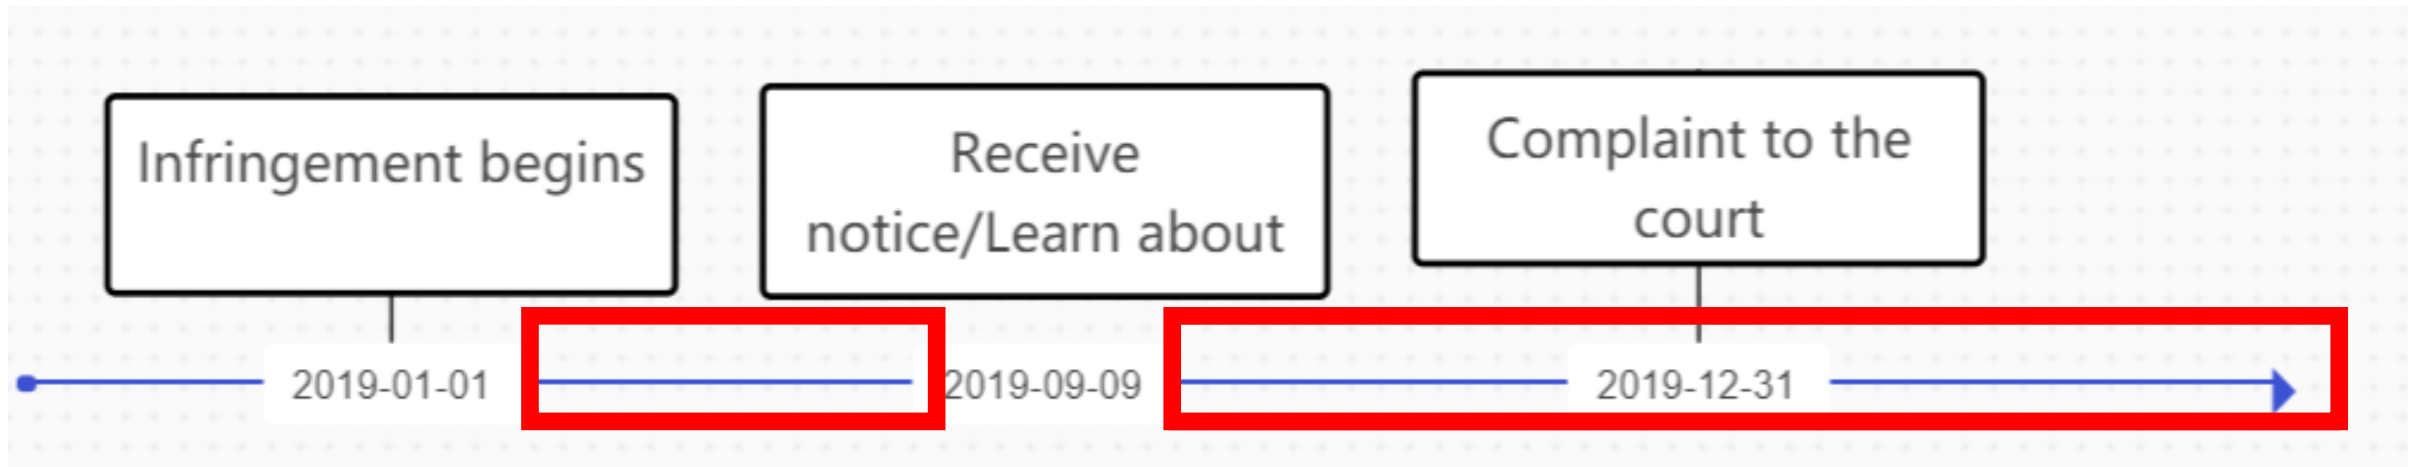 Infringement begins
Receive
notice/Learn about
Complaint to the
court
2019-01-01
2019-09-09
2019-12-31